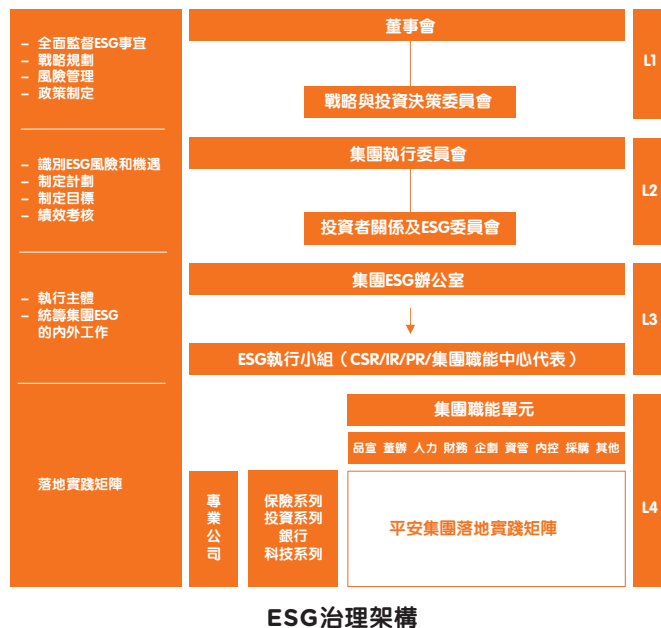 – 全面監督ESG事宜
– 戰略規劃
– 風險管理
– 政策制定
董事會
戰略與投資決策委員會
L1
– 識別ESG風險和機遇
– 制定計劃
– 制定目標
– 績效考核
集團執行委員會
投資者關係及ESG委員會
L2
– 執行主體
– 統籌集團ESG
的內外工作
集團ESG辦公室
ESG執行小組（CSR/IR/PR/集團職能中心代表）
L3
落地實踐矩陣
集團職能單元
品宣 董辦 人力 財務 企劃 資管 內控 採購 其他
專
業
公
司
保險系列
投資系列
銀行
科技系列
平安集團落地實踐矩陣
L4
ESG治理架構